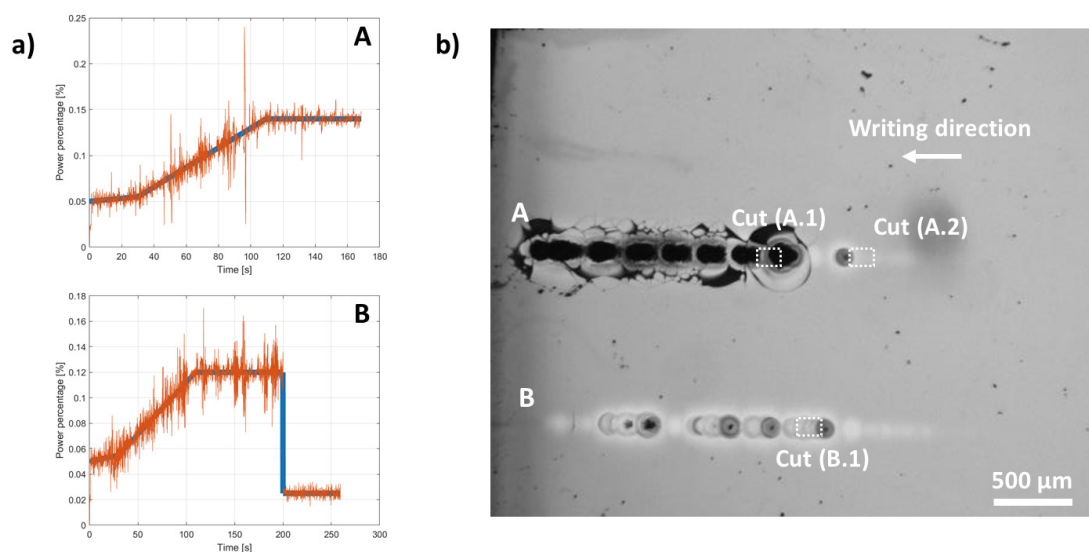 a)
A
0.25
0.2
0.15
0.1
0.05
0
Power percentage [%]
0 20 40 60 80 100 120 140 160 180
Time [s]
B
0.18
0.16
0.14
0.12
0.1
0.08
0.06
0.04
0.02
0
Power percentage [%]
0 50 100 150 200 250 300
Time [s]
b)
Writing direction
A
Cut (A.1)
Cut (A.2)
B
Cut (B.1)
500 µm